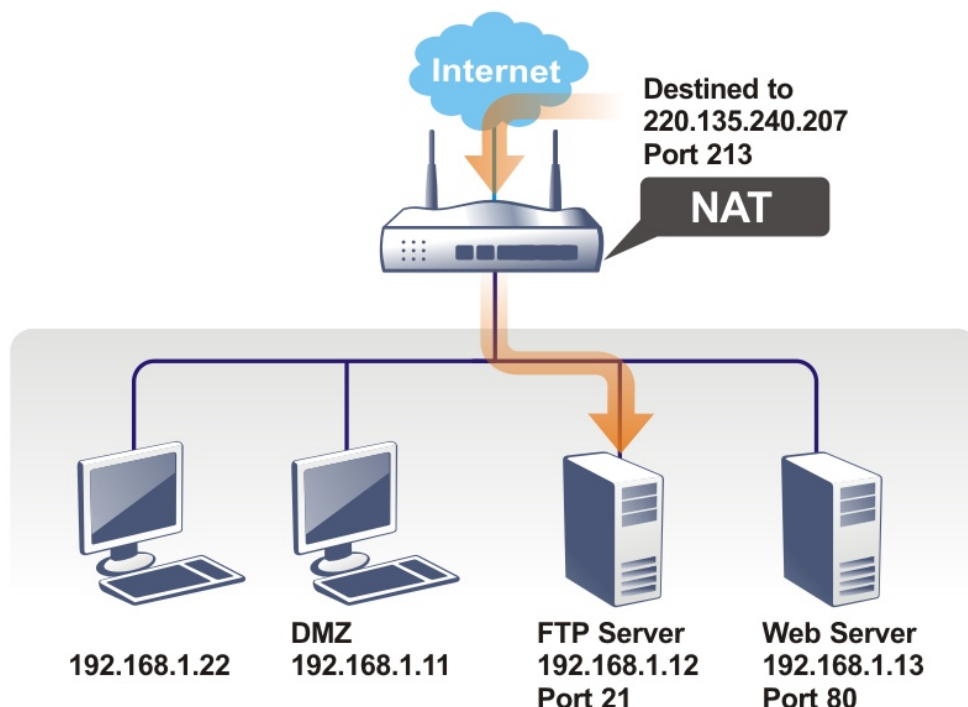 Internet
Destined to
220.135.240.207
Port 213
NAT
192.168.1.22
DMZ
192.168.1.11
FTP Server
192.168.1.12
Port 21
Web Server
192.168.1.13
Port 80